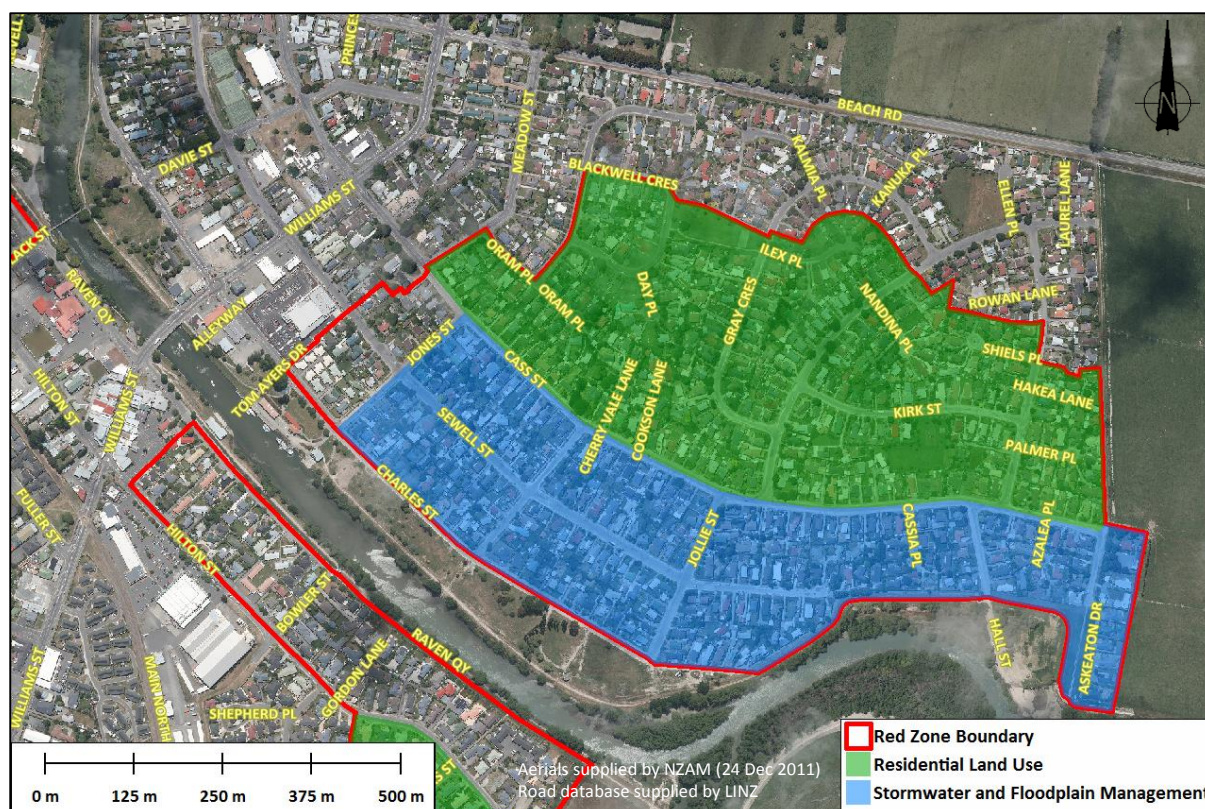 PRINCES
BEACH RD
MEADOW ST
DAVIE ST
KALMIA PL
KANUKA PL
BLACKWELL CRES
ELLEN PL
LAUREL LANE
WILLIAMS ST
ORAM PL
ILEX PL
ACK ST
RAVEN QY
DAY PL
ORAM PL
GRAY CRES
NANDINA PL
ROWAN LANE
ALLEYWAY
JONES ST
CASS ST
SHIELS PL
TOM AYERS DR
HAKEA LANE
HILTON ST
WILLIAMS ST
SEWELL ST
CHERRY VALE LANE
COOKSON LANE
KIRK ST
PALMER PL
CHARLES ST
FULLER ST
HILTON ST
JOLLIE ST
CASSIA PL
AZALEA PL
BOWLER ST
RAVEN QY
GORDON LANE
HALL ST
ASKEATON DR
WILLIAMS ST
MAIN NORTH
SHEPHERD PL
S ST
N
Red Zone Boundary
Residential Land Use
Stormwater and Floodplain Management
Aerials supplied by NZAM (24 Dec 2011)
Road database supplied by LINZ
0 m 125 m 250 m 375 m 500 m